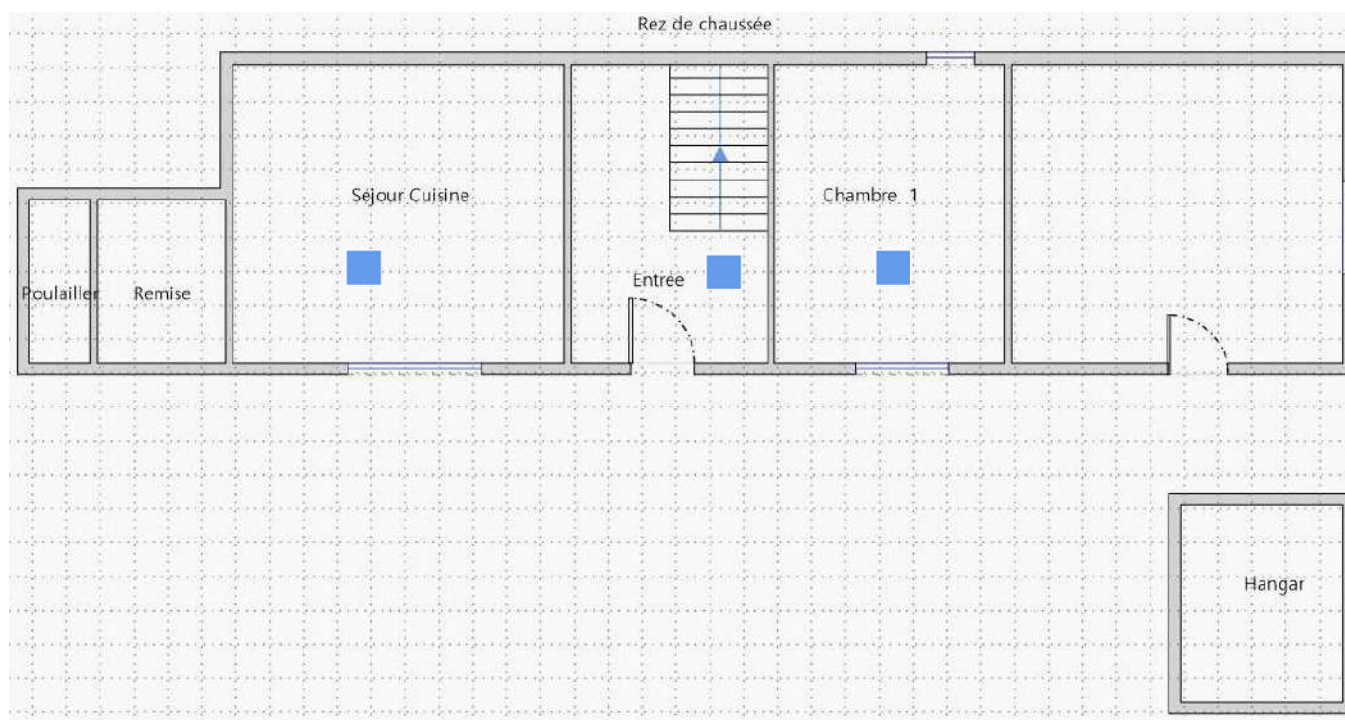 Rez de chaussée
Séjour Cuisine
Chambre 1
Entrée
Poulailler
Remise
Hangar